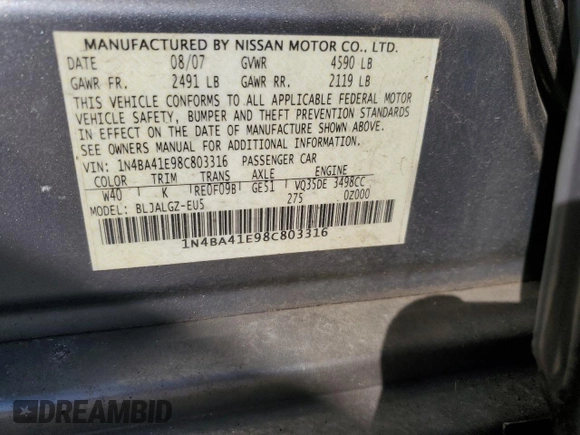 MANUFACTURED BY NISSAN MOTOR CO., LTD.
DATE 08/07 GVWR 4590 LB
GAWR FR. 2491 LB GAWR RR. 2119 LB
THIS VEHICLE CONFORMS TO ALL APPLICABLE FEDERAL MOTOR
VEHICLE SAFETY, BUMPER AND THEFT PREVENTION STANDARDS
IN EFFECT ON THE DATE OF MANUFACTURE SHOWN ABOVE.
SEE OWNERS MANUAL FOR ADDITIONAL INFORMATION.
VIN: 1N4BA41E98C803316 PASSENGER CAR
COLOR TRIM TRANS AXLE ENGINE
W40 K RE0F09B GE51 VQ35DE 3498CC
MODEL: BLJALGZ-EUS 275 0Z000
1N4BA41E98C803316
DREAMBID